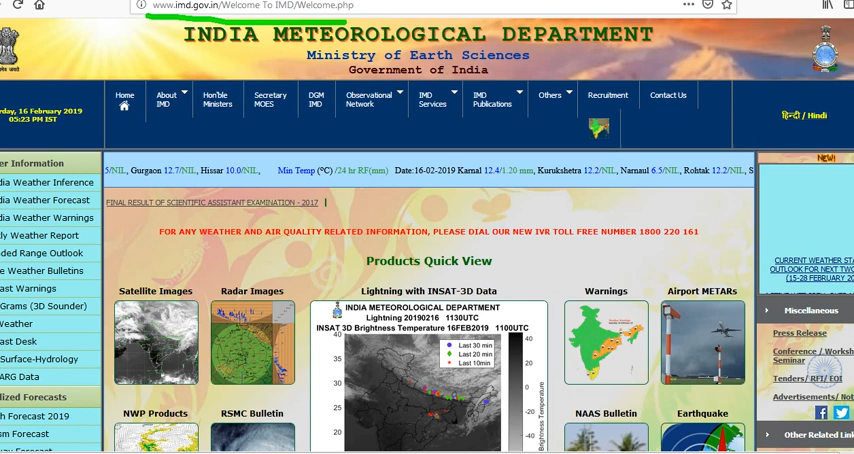 www.imd.gov.in/Welcome To IMD/Welcome.php
INDIA METEOROLOGICAL DEPARTMENT
Ministry of Earth Sciences
Government of India
rday, 16 February 2019
05:23 PM IST
Home
About IMD
Hon'ble Ministers
Secretary MOES
DGM IMD
Observational Network
IMD Services
IMD Publications
Others
Recruitment
Contact Us
हिन्दी / Hindi
5/NIL, Gurgaon 12.7/NIL, Hissar 10.0/NIL, Min Temp (°C) /24 hr RF(mm) Date:16-02-2019 Karnal 12.4/1.20 mm, Kurukshetra 12.2/NIL, Narnaul 6.5/NIL, Rohtak 12.2/NIL, S
er Information
dia Weather Inference
dia Weather Forecast
dia Weather Warnings
ly Weather Report
ded Range Outlook
e Weather Bulletins
ast Warnings
Grams (3D Sounder)
Weather
ast Desk
Surface-Hydrology
ARG Data
lized Forecasts
h Forecast 2019
sm Forecast
FINAL RESULT OF SCIENTIFIC ASSISTANT EXAMINATION - 2017
FOR ANY WEATHER AND AIR QUALITY RELATED INFORMATION, PLEASE DIAL OUR NEW IVR TOLL FREE NUMBER 1800 220 161
Products Quick View
Satellite Images
Radar Images
Lightning with INSAT-3D Data
Warnings
Airport METARs
INDIA METEOROLOGICAL DEPARTMENT
Lightning 20190216 1130UTC
INSAT 3D Brightness Temperature 16FEB2019 1100UTC
Last 30 min
Last 20 min
Last 10min
40
35
30
25
20
40
20
0
-20
-40
Brightness Temperature
NWP Products
RSMC Bulletin
NAAS Bulletin
Earthquake
NEW!
CURRENT WEATHER STA
OUTLOOK FOR NEXT TWO
(15-28 FEBRUARY 20
Miscellaneous
Press Release
Conference / Worksh
Seminar
Tenders/ RFI/ EOI
Advertisements/ Not
Other Related Link